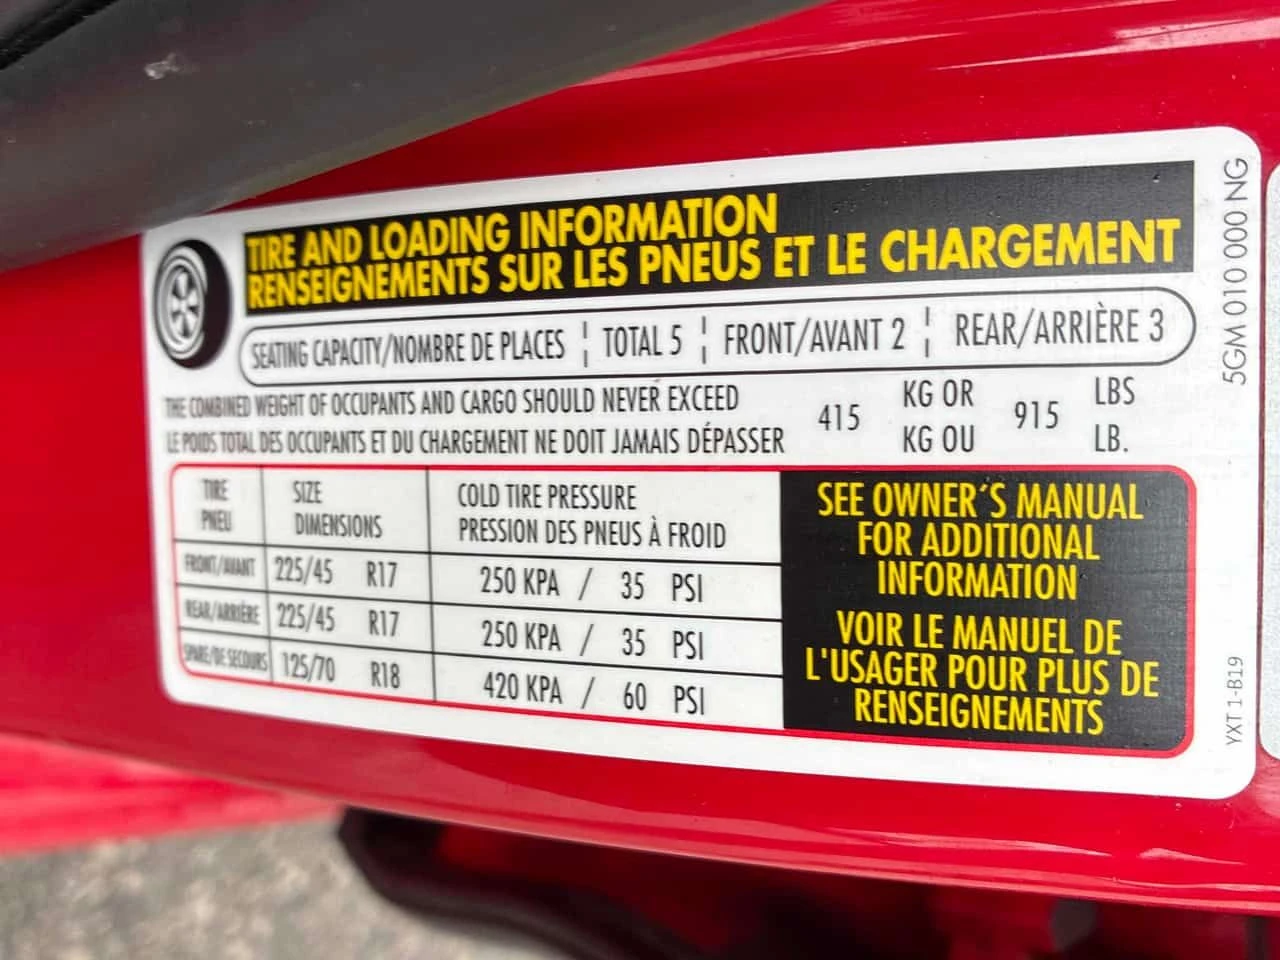 TIRE AND LOADING INFORMATION
RENSEIGNEMENTS SUR LES PNEUS ET LE CHARGEMENT
SEATING CAPACITY/NOMBRE DE PLACES ¦ TOTAL 5 ¦ FRONT/AVANT 2 ¦ REAR/ARRIÈRE 3
THE COMBINED WEIGHT OF OCCUPANTS AND CARGO SHOULD NEVER EXCEED 415 KG OR 915 LBS
LE POIDS TOTAL DES OCCUPANTS ET DU CHARGEMENT NE DOIT JAMAIS DÉPASSER KG OU LB.
TIRE SIZE COLD TIRE PRESSURE
PNEU DIMENSIONS PRESSION DES PNEUS À FROID
FRONT/AVANT 225/45 R17 250 KPA / 35 PSI
REAR/ARRIÈRE 225/45 R17 250 KPA / 35 PSI
SPARE/DE SECOURS 125/70 R18 420 KPA / 60 PSI
SEE OWNER´S MANUAL
FOR ADDITIONAL
INFORMATION
VOIR LE MANUEL DE
L'USAGER POUR PLUS DE
RENSEIGNEMENTS
5GM 010 000 NG
YXT 1-B19